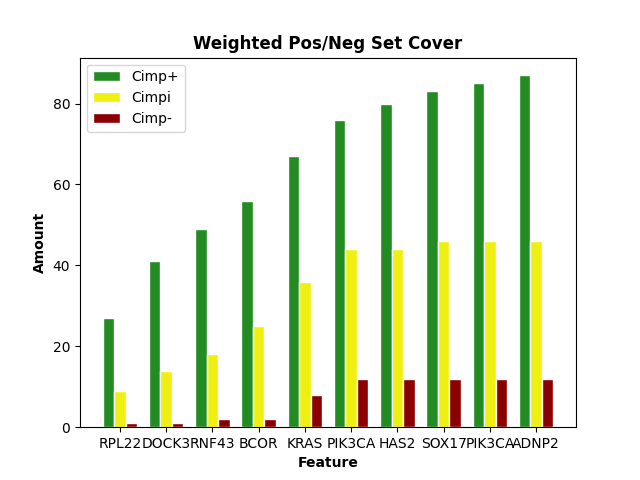 Weighted Pos/Neg Set Cover
Cimp+
Cimpi
Cimp-
Amount
80
60
40
20
0
RPL22 DOCK3 RNF43 BCOR KRAS PIK3CA HAS2 SOX17 PIK3CA ADNP2
Feature